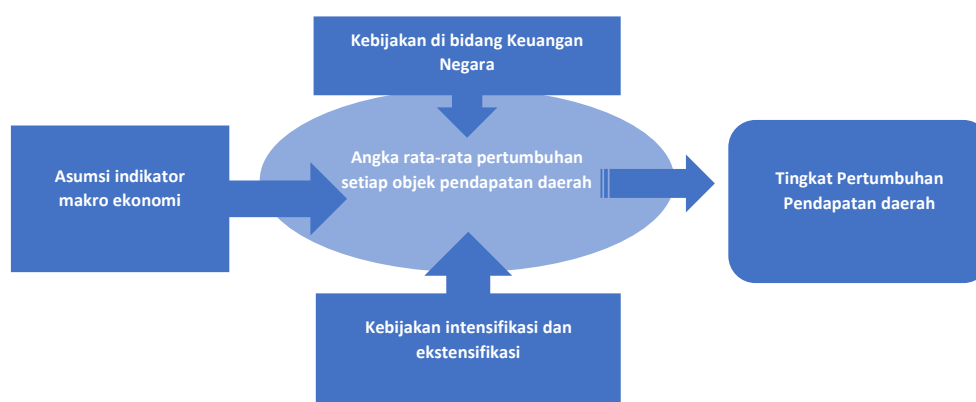 Kebijakan di bidang Keuangan
Negara
Asumsi indikator
makro ekonomi
Angka rata-rata pertumbuhan
setiap objek pendapatan daerah
Tingkat Pertumbuhan
Pendapatan daerah
Kebijakan intensifikasi dan
ekstensifikasi